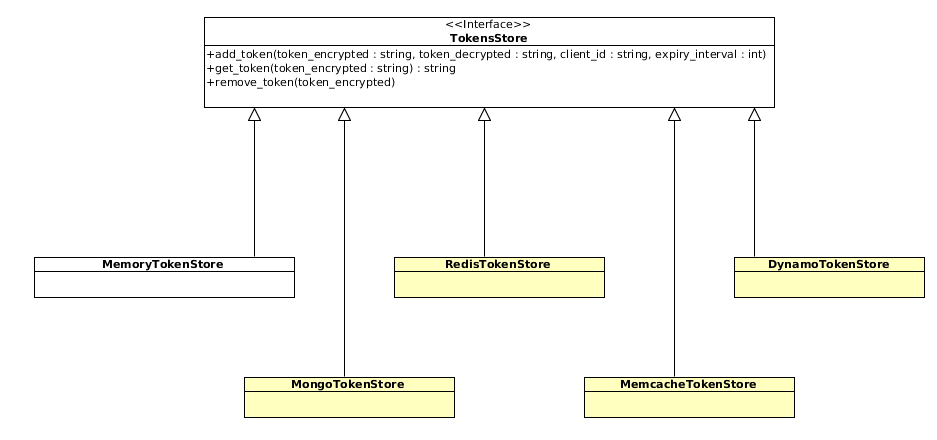 <<Interface>>
TokensStore
+add_token(token_encrypted : string, token_decrypted : string, client_id : string, expiry_interval : int)
+get_token(token_encrypted : string) : string
+remove_token(token_encrypted)
MemoryTokenStore
RedisTokenStore
DynamoTokenStore
MongoTokenStore
MemcacheTokenStore